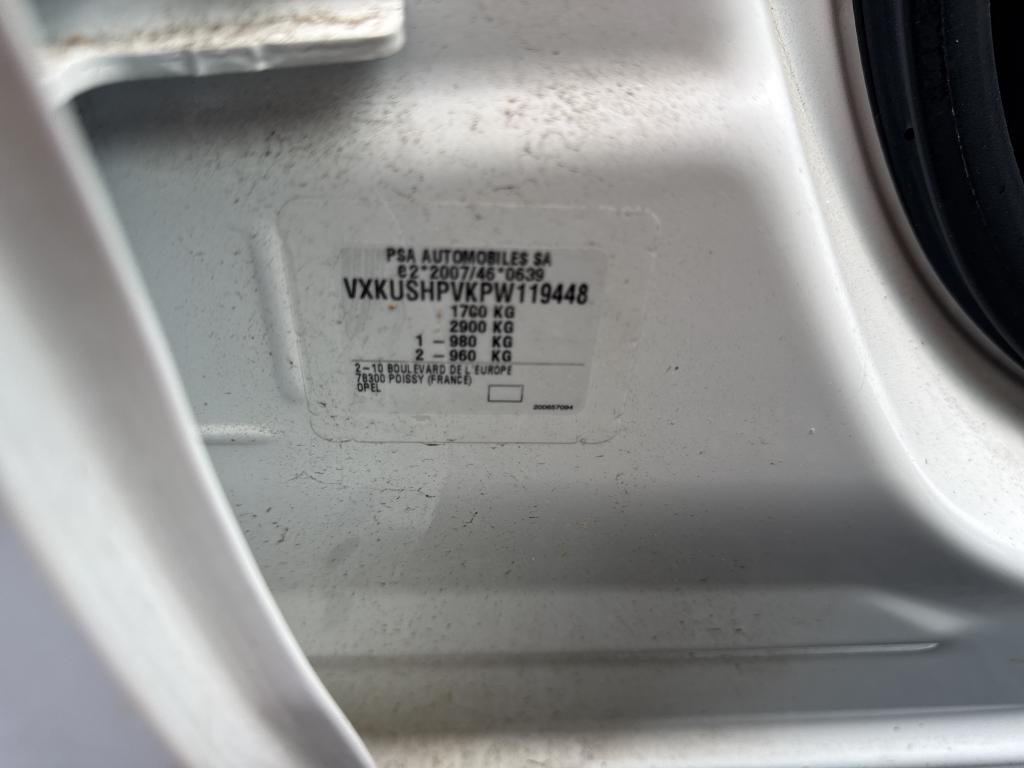 PSA AUTOMOBILES SA
e2*2007/46*0639
VXKUSHPVKPW119448
1700 KG
2900 KG
1 - 980 KG
2 - 960 KG
2-10 BOULEVARD DE L'EUROPE
78300 POISSY (FRANCE)
OPEL
200657094